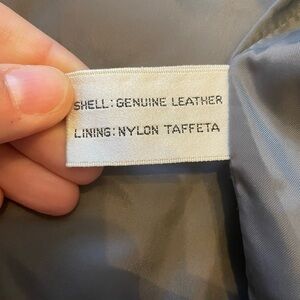 SHELL: GENUINE LEATHER
LINING: NYLON TAFFETA